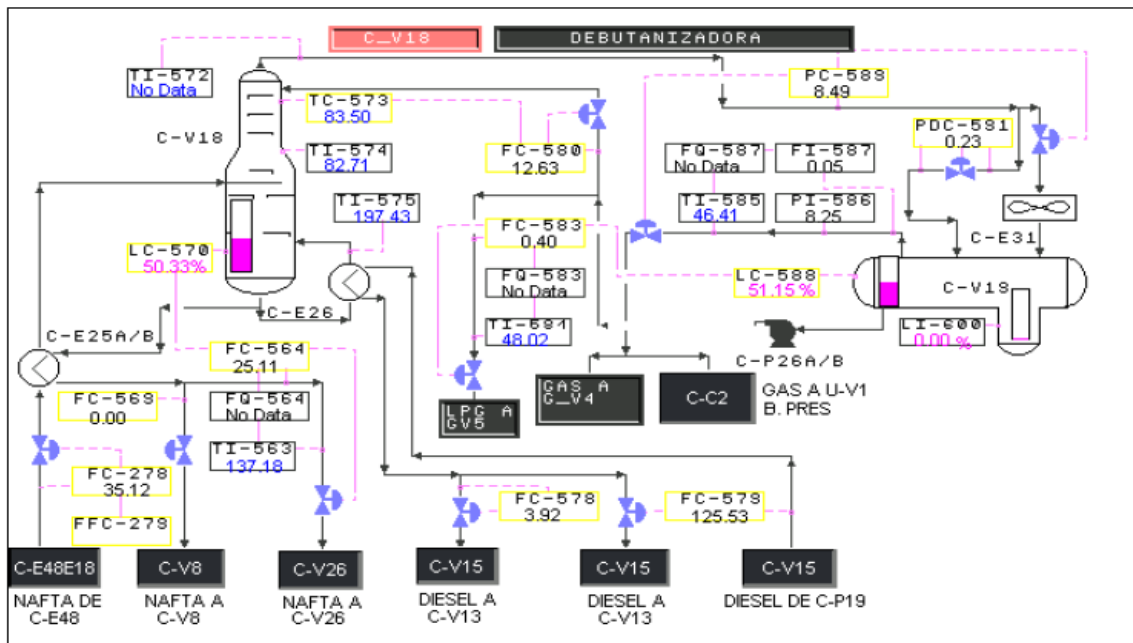 C_V18
DEBUTANIZADORA
TI-572
No Data
PC-589
8.49
TC-573
83.50
C-V18
FC-580
12.63
PDC-591
0.23
TI-574
82.71
FQ-587
No Data
FI-587
0.05
TI-575
197.43
TI-585
46.41
PI-586
8.25
FC-583
0.40
C-E31
LC-570
50.33%
FQ-583
No Data
LC-588
51.15 %
C-V19
C-E26
TI-581
48.02
LI-600
0.00 %
C-E25A/B
C-P26A/B
FC-564
25.11
GAS A
G_V4
C-C2
GAS A U-V1
B. PRES
FC-569
0.00
FQ-564
No Data
LPG A
GV5
TI-563
137.18
FC-278
35.12
FC-578
3.92
FC-579
125.53
FFC-279
C-E48E18
C-V8
C-V26
C-V15
C-V15
C-V15
NAFTA DE
C-E48
NAFTA A
C-V8
NAFTA A
C-V26
DIESEL A
C-V13
DIESEL A
C-V13
DIESEL DE C-P19